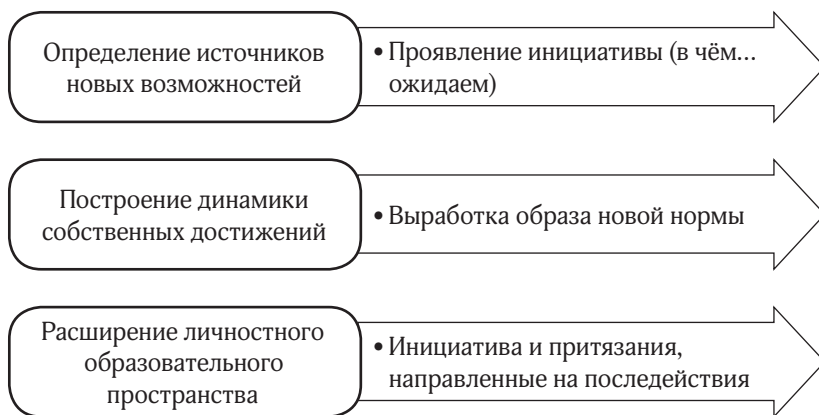 Определение источников
новых возможностей
• Проявление инициативы (в чём...
ожидаем)
Построение динамики
собственных достижений
• Выработка образа новой нормы
Расширение личностного
образовательного
пространства
• Инициатива и притязания,
направленные на последействия